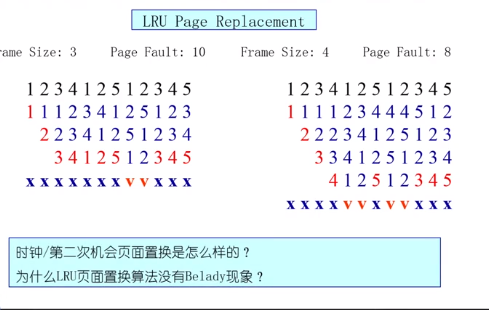 LRU Page Replacement
rame Size: 3 Page Fault: 10 Frame Size: 4 Page Fault: 8
1 2 3 4 1 2 5 1 2 3 4 5 1 2 3 4 1 2 5 1 2 3 4 5
1 1 1 2 3 4 1 2 5 1 2 3 1 1 1 1 2 3 4 4 4 5 1 2
2 2 3 4 1 2 5 1 2 3 4 2 2 2 3 4 1 2 5 1 2 3
3 4 1 2 5 1 2 3 4 5 3 3 4 1 2 5 1 2 3 4
x x x x x x x v v x x x 4 1 2 5 1 2 3 4 5
x x x x v v x v v x x x
时钟/第二次机会页面置换是怎么样的？
为什么LRU页面置换算法没有Belady现象？